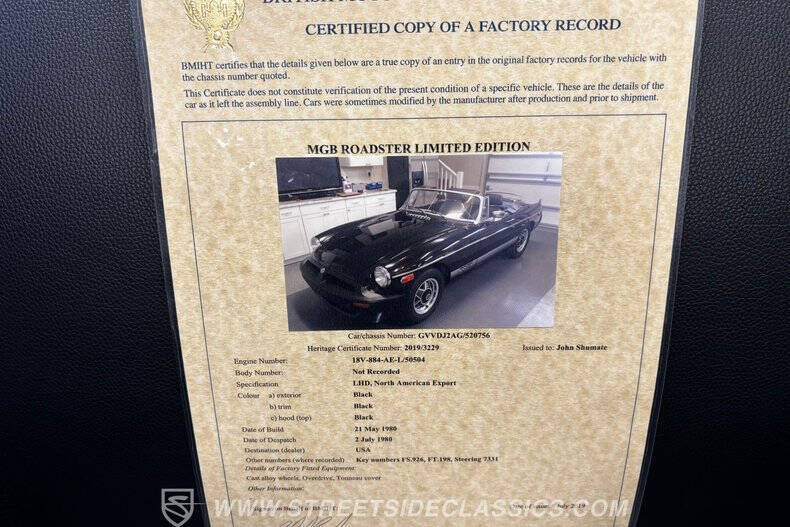 CERTIFIED COPY OF A FACTORY RECORD
BMIHT certifies that the details given below are a true copy of an entry in the original factory records for the vehicle with
the chassis number quoted.
This Certificate does not constitute verification of the present condition of a specific vehicle. These are the details of the
car as it left the assembly line. Cars were sometimes modified by the manufacturer after production and prior to shipment.
MGB ROADSTER LIMITED EDITION
Car/chassis Number: GVVDJ2AG/520756
Heritage Certificate Number: 2019/3229 Issued to: John Shumate
Engine Number: 18V-884-AE-L/50504
Body Number: Not Recorded
Specification LHD, North American Export
Colour a) exterior Black
b) trim Black
c) hood (top) Black
Date of Build 21 May 1980
Date of Despatch 2 July 1980
Destination (dealer) USA
Other numbers (where recorded) Key numbers FS.926, FT.198, Steering 7331
Details of Factory Fitted Equipment:
Cast alloy wheels, Overdrive, Tonneau cover
Other Information:
WWW.STREETSIDECLASSICS.COM
July 2019